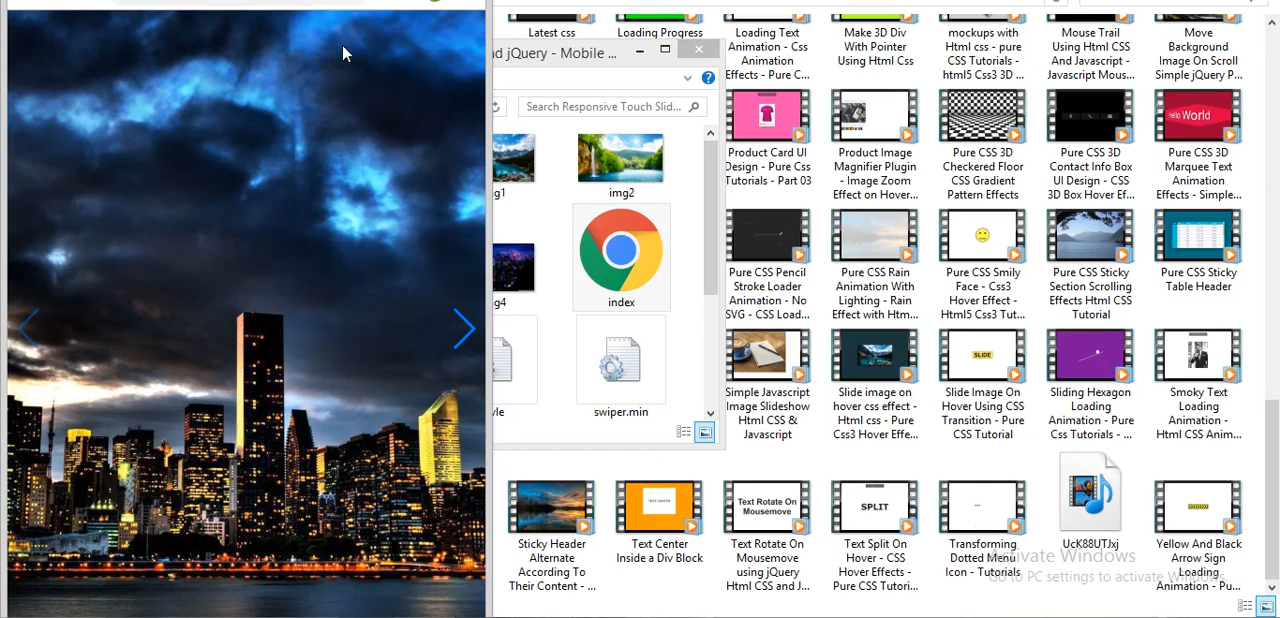 Latest css
Loading Progress
Loading Text
Animation - Css
Animation
Effects - Pure C...
Make 3D Div
With Pointer
Using Html Css
mockups with
Html css - pure
CSS Tutorials -
html5 Css3 3D ...
Mouse Trail
Using Html CSS
And Javascript -
Javascript Mous...
Move
Background
Image On Scroll
Simple jQuery P...
nd jQuery - Mobile ...
Search Responsive Touch Slid...
g1
img2
g4
index
yle
swiper.min
Product Card UI
Design - Pure Css
Tutorials - Part 03
Product Image
Magnifier Plugin
- Image Zoom
Effect on Hover...
Pure CSS 3D
Checkered Floor
CSS Gradient
Pattern Effects
Pure CSS 3D
Contact Info Box
UI Design - CSS
3D Box Hover Ef...
Hello World
Pure CSS 3D
Marquee Text
Animation
Effects - Simple...
Pure CSS Pencil
Stroke Loader
Animation - No
SVG - CSS Load...
Pure CSS Rain
Animation With
Lighting - Rain
Effect with Htm...
Pure CSS Smily
Face - Css3
Hover Effect -
Html5 Css3 Tut...
Pure CSS Sticky
Section Scrolling
Effects Html CSS
Tutorial
Pure CSS Sticky
Table Header
Simple Javascript
Image Slideshow
Html CSS &
Javascript
Slide image on
hover css effect -
Html css - Pure
Css3 Hover Effe...
SLIDE
Slide Image On
Hover Using CSS
Transition - Pure
CSS Tutorial
Sliding Hexagon
Loading
Animation - Pure
Css Tutorials - ...
Smoky Text
Loading
Animation -
Html CSS Anim...
Sticky Header
Alternate
According To
Their Content - ...
TEXT CENTER
Text Center
Inside a Div Block
Text Rotate On
Mousemove
Text Rotate On
Mousemove
using jQuery
Html CSS and J...
SPLIT
Text Split On
Hover - CSS
Hover Effects -
Pure CSS Tutori...
Transforming
Dotted Menu
Icon - Tutorials
UcK88UTJxj
Yellow And Black
Arrow Sign
Loading
Animation - Pu...
Activate Windows
Go to PC settings to activate Windows.